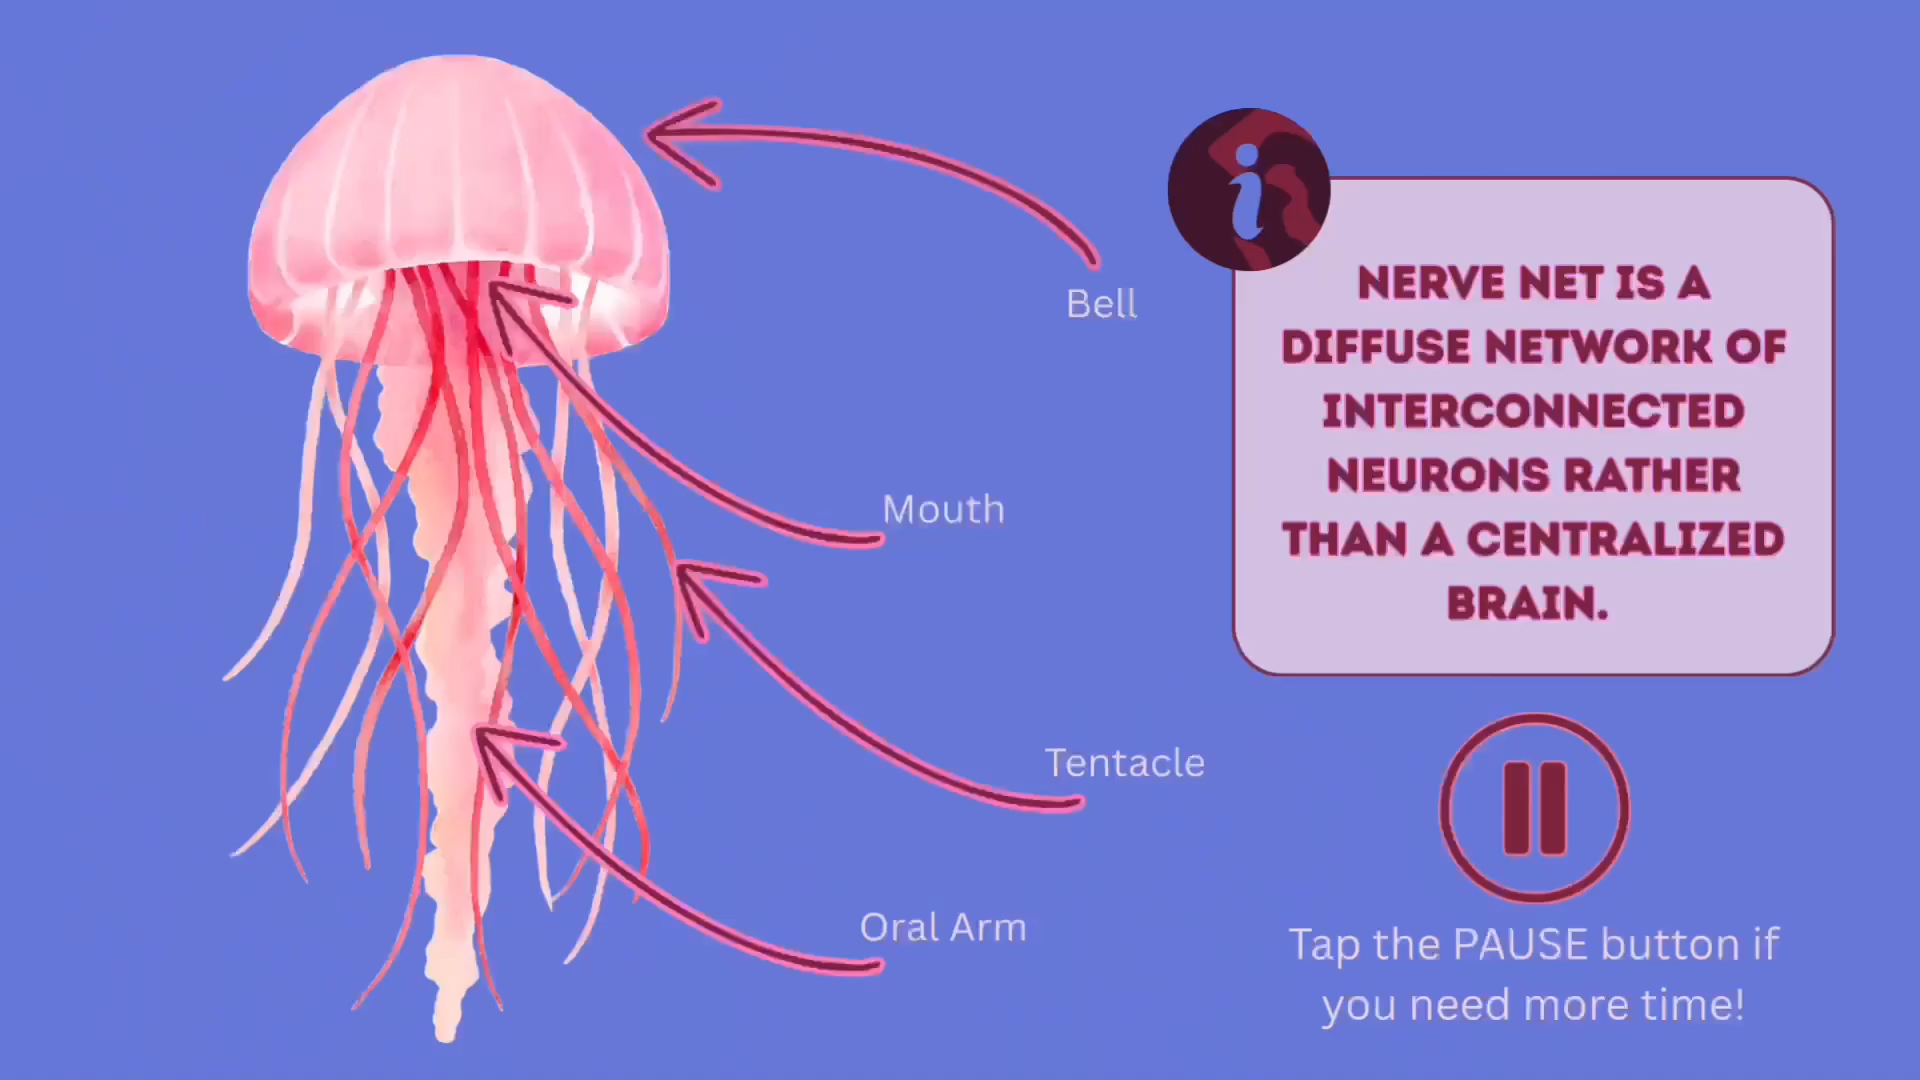 Bell
Mouth
Tentacle
Oral Arm
i
NERVE NET IS A
DIFFUSE NETWORK OF
INTERCONNECTED
NEURONS RATHER
THAN A CENTRALIZED
BRAIN.
Tap the PAUSE button if
you need more time!